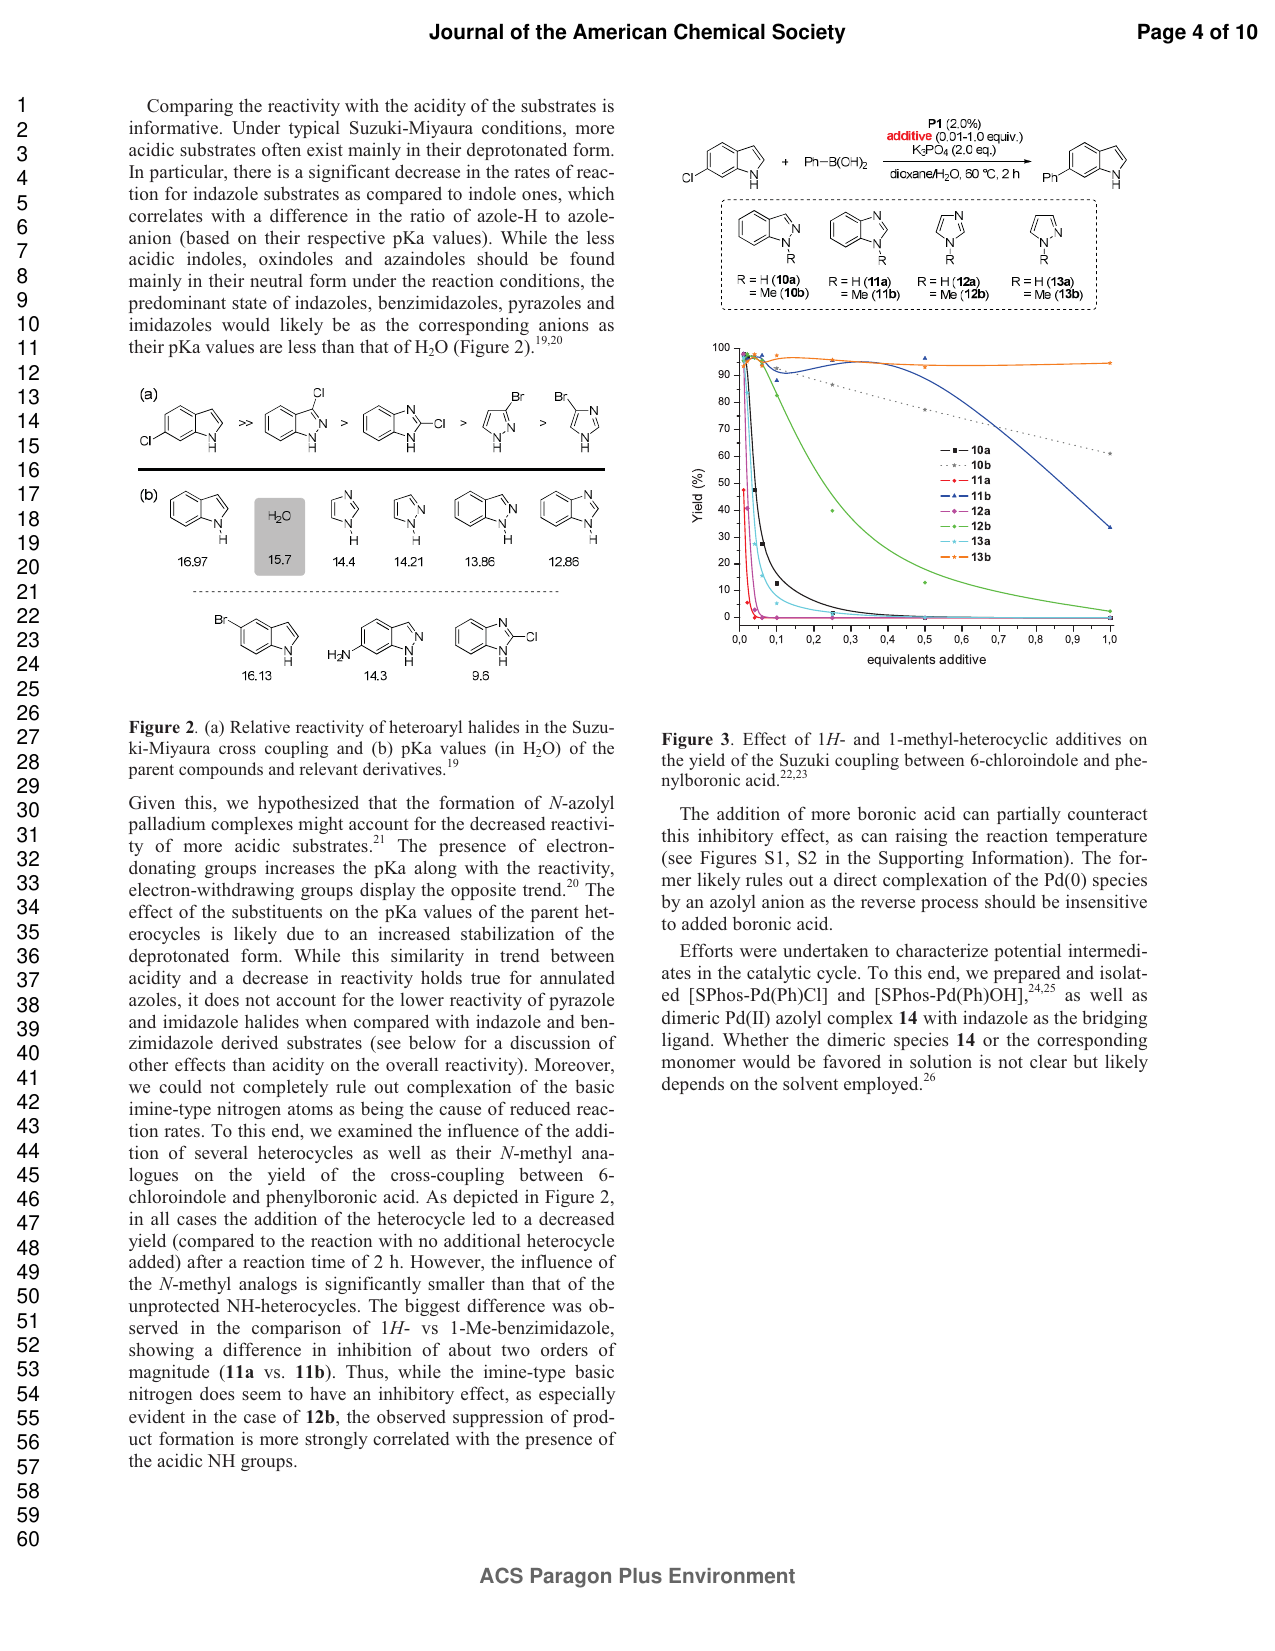 Journal of the American Chemical Society
Page 4 of 10
1
2
3
4
5
6
7
8
9
10
11
12
13
14
15
16
17
18
19
20
21
22
23
24
25
26
27
28
29
30
31
32
33
34
35
36
37
38
39
40
41
42
43
44
45
46
47
48
49
50
51
52
53
54
55
56
57
58
59
60
Comparing the reactivity with the acidity of the substrates is
informative. Under typical Suzuki-Miyaura conditions, more
acidic substrates often exist mainly in their deprotonated form.
In particular, there is a significant decrease in the rates of reac-
tion for indazole substrates as compared to indole ones, which
correlates with a difference in the ratio of azole-H to azole-
anion (based on their respective pKa values). While the less
acidic indoles, oxindoles and azaindoles should be found
mainly in their neutral form under the reaction conditions, the
predominant state of indazoles, benzimidazoles, pyrazoles and
imidazoles would likely be as the corresponding anions as
their pKa values are less than that of H₂O (Figure 2).¹⁹,²⁰
(a)
Cl
N
H
>>
Cl
N
N
H
>
N
N
H
Cl
>
Br
N
N
H
>
Br
N
N
H
(b)
N
H
16.97
H₂O
15.7
N
N
H
14.4
N
N
H
14.21
N
N
H
13.86
N
N
H
12.86
Br
N
H
16.13
H₂N
N
N
H
14.3
N
N
H
Cl
9.6
Figure 2. (a) Relative reactivity of heteroaryl halides in the Suzu-
ki-Miyaura cross coupling and (b) pKa values (in H₂O) of the
parent compounds and relevant derivatives.¹⁹
Given this, we hypothesized that the formation of N-azolyl
palladium complexes might account for the decreased reactivi-
ty of more acidic substrates.²¹ The presence of electron-
donating groups increases the pKa along with the reactivity,
electron-withdrawing groups display the opposite trend.²⁰ The
effect of the substituents on the pKa values of the parent het-
erocycles is likely due to an increased stabilization of the
deprotonated form. While this similarity in trend between
acidity and a decrease in reactivity holds true for annulated
azoles, it does not account for the lower reactivity of pyrazole
and imidazole halides when compared with indazole and ben-
zimidazole derived substrates (see below for a discussion of
other effects than acidity on the overall reactivity). Moreover,
we could not completely rule out complexation of the basic
imine-type nitrogen atoms as being the cause of reduced reac-
tion rates. To this end, we examined the influence of the addi-
tion of several heterocycles as well as their N-methyl ana-
logues on the yield of the cross-coupling between 6-
chloroindole and phenylboronic acid. As depicted in Figure 2,
in all cases the addition of the heterocycle led to a decreased
yield (compared to the reaction with no additional heterocycle
added) after a reaction time of 2 h. However, the influence of
the N-methyl analogs is significantly smaller than that of the
unprotected NH-heterocycles. The biggest difference was ob-
served in the comparison of 1H- vs 1-Me-benzimidazole,
showing a difference in inhibition of about two orders of
magnitude (11a vs. 11b). Thus, while the imine-type basic
nitrogen does seem to have an inhibitory effect, as especially
evident in the case of 12b, the observed suppression of prod-
uct formation is more strongly correlated with the presence of
the acidic NH groups.
Cl
N
H
+
Ph–B(OH)₂
P1 (2.0%)
additive (0.01-1.0 equiv.)
K₃PO₄ (2.0 eq.)
dioxane/H₂O, 60 °C, 2 h
Ph
N
H
N
N
R
R = H (10a)
= Me (10b)
N
N
R
R = H (11a)
= Me (11b)
N
N
R
R = H (12a)
= Me (12b)
N
N
R
R = H (13a)
= Me (13b)
100
90
80
70
60
50
40
30
20
10
0
Yield (%)
10a
10b
11a
11b
12a
12b
13a
13b
0,0 0,1 0,2 0,3 0,4 0,5 0,6 0,7 0,8 0,9 1,0
equivalents additive
Figure 3. Effect of 1H- and 1-methyl-heterocyclic additives on
the yield of the Suzuki coupling between 6-chloroindole and phe-
nylboronic acid.²²,²³
The addition of more boronic acid can partially counteract
this inhibitory effect, as can raising the reaction temperature
(see Figures S1, S2 in the Supporting Information). The for-
mer likely rules out a direct complexation of the Pd(0) species
by an azolyl anion as the reverse process should be insensitive
to added boronic acid.
Efforts were undertaken to characterize potential intermedi-
ates in the catalytic cycle. To this end, we prepared and isolat-
ed [SPhos-Pd(Ph)Cl] and [SPhos-Pd(Ph)OH],²⁴,²⁵ as well as
dimeric Pd(II) azolyl complex 14 with indazole as the bridging
ligand. Whether the dimeric species 14 or the corresponding
monomer would be favored in solution is not clear but likely
depends on the solvent employed.²⁶
ACS Paragon Plus Environment